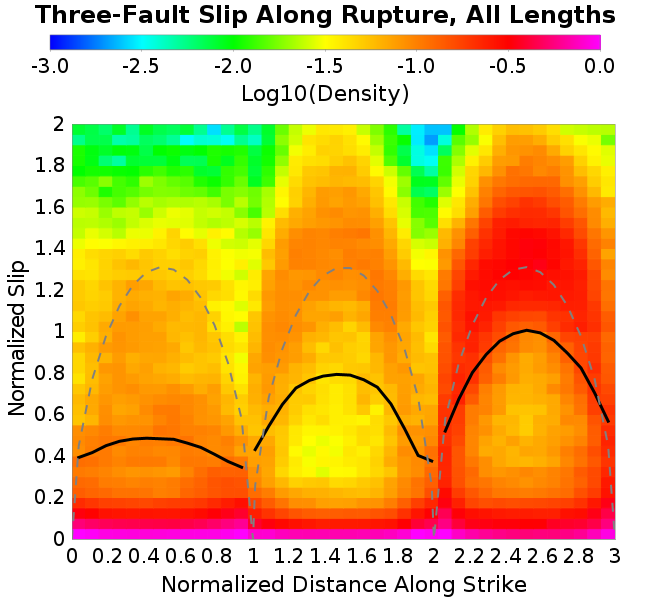 Three-Fault Slip Along Rupture, All Lengths
-3.0 -2.5 -2.0 -1.5 -1.0 -0.5 0.0
Log10(Density)
Normalized Slip
2
1.8
1.6
1.4
1.2
1
0.8
0.6
0.4
0.2
0
0 0.2 0.4 0.6 0.8 1 1.2 1.4 1.6 1.8 2 2.2 2.4 2.6 2.8 3
Normalized Distance Along Strike